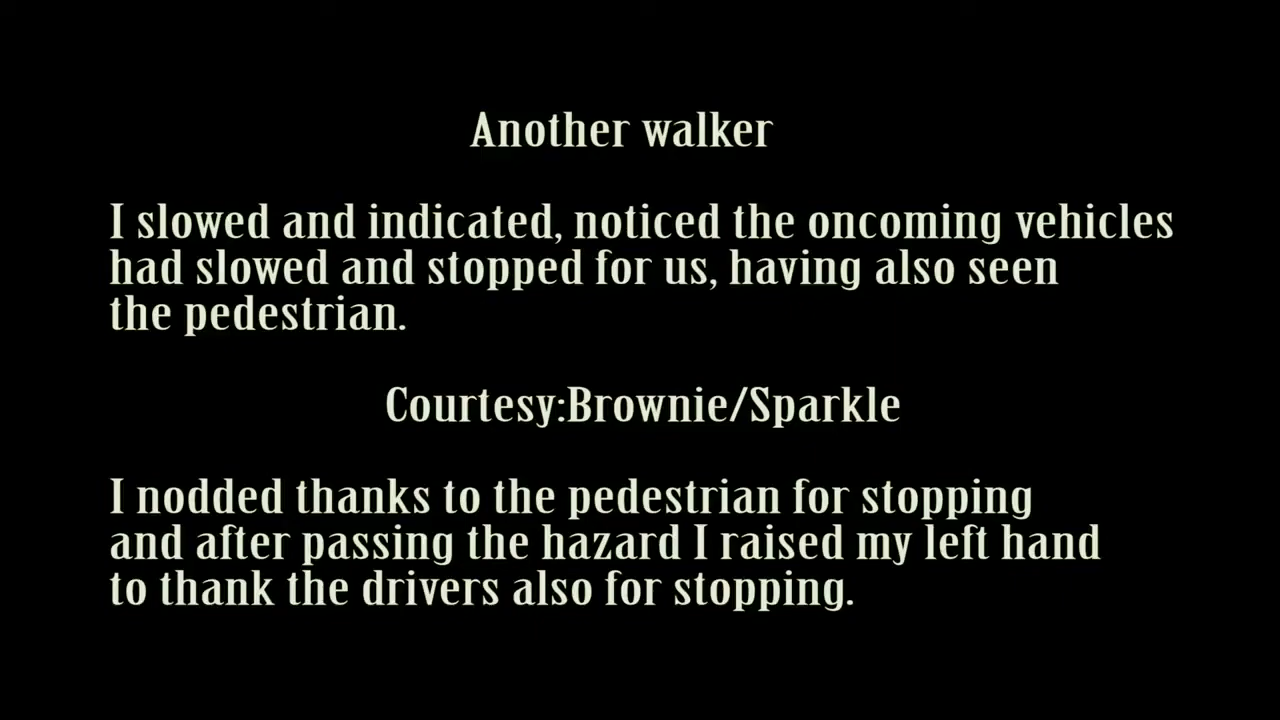 Another walker
I slowed and indicated, noticed the oncoming vehicles
had slowed and stopped for us, having also seen
the pedestrian.
Courtesy:Brownie/Sparkle
I nodded thanks to the pedestrian for stopping
and after passing the hazard I raised my left hand
to thank the drivers also for stopping.